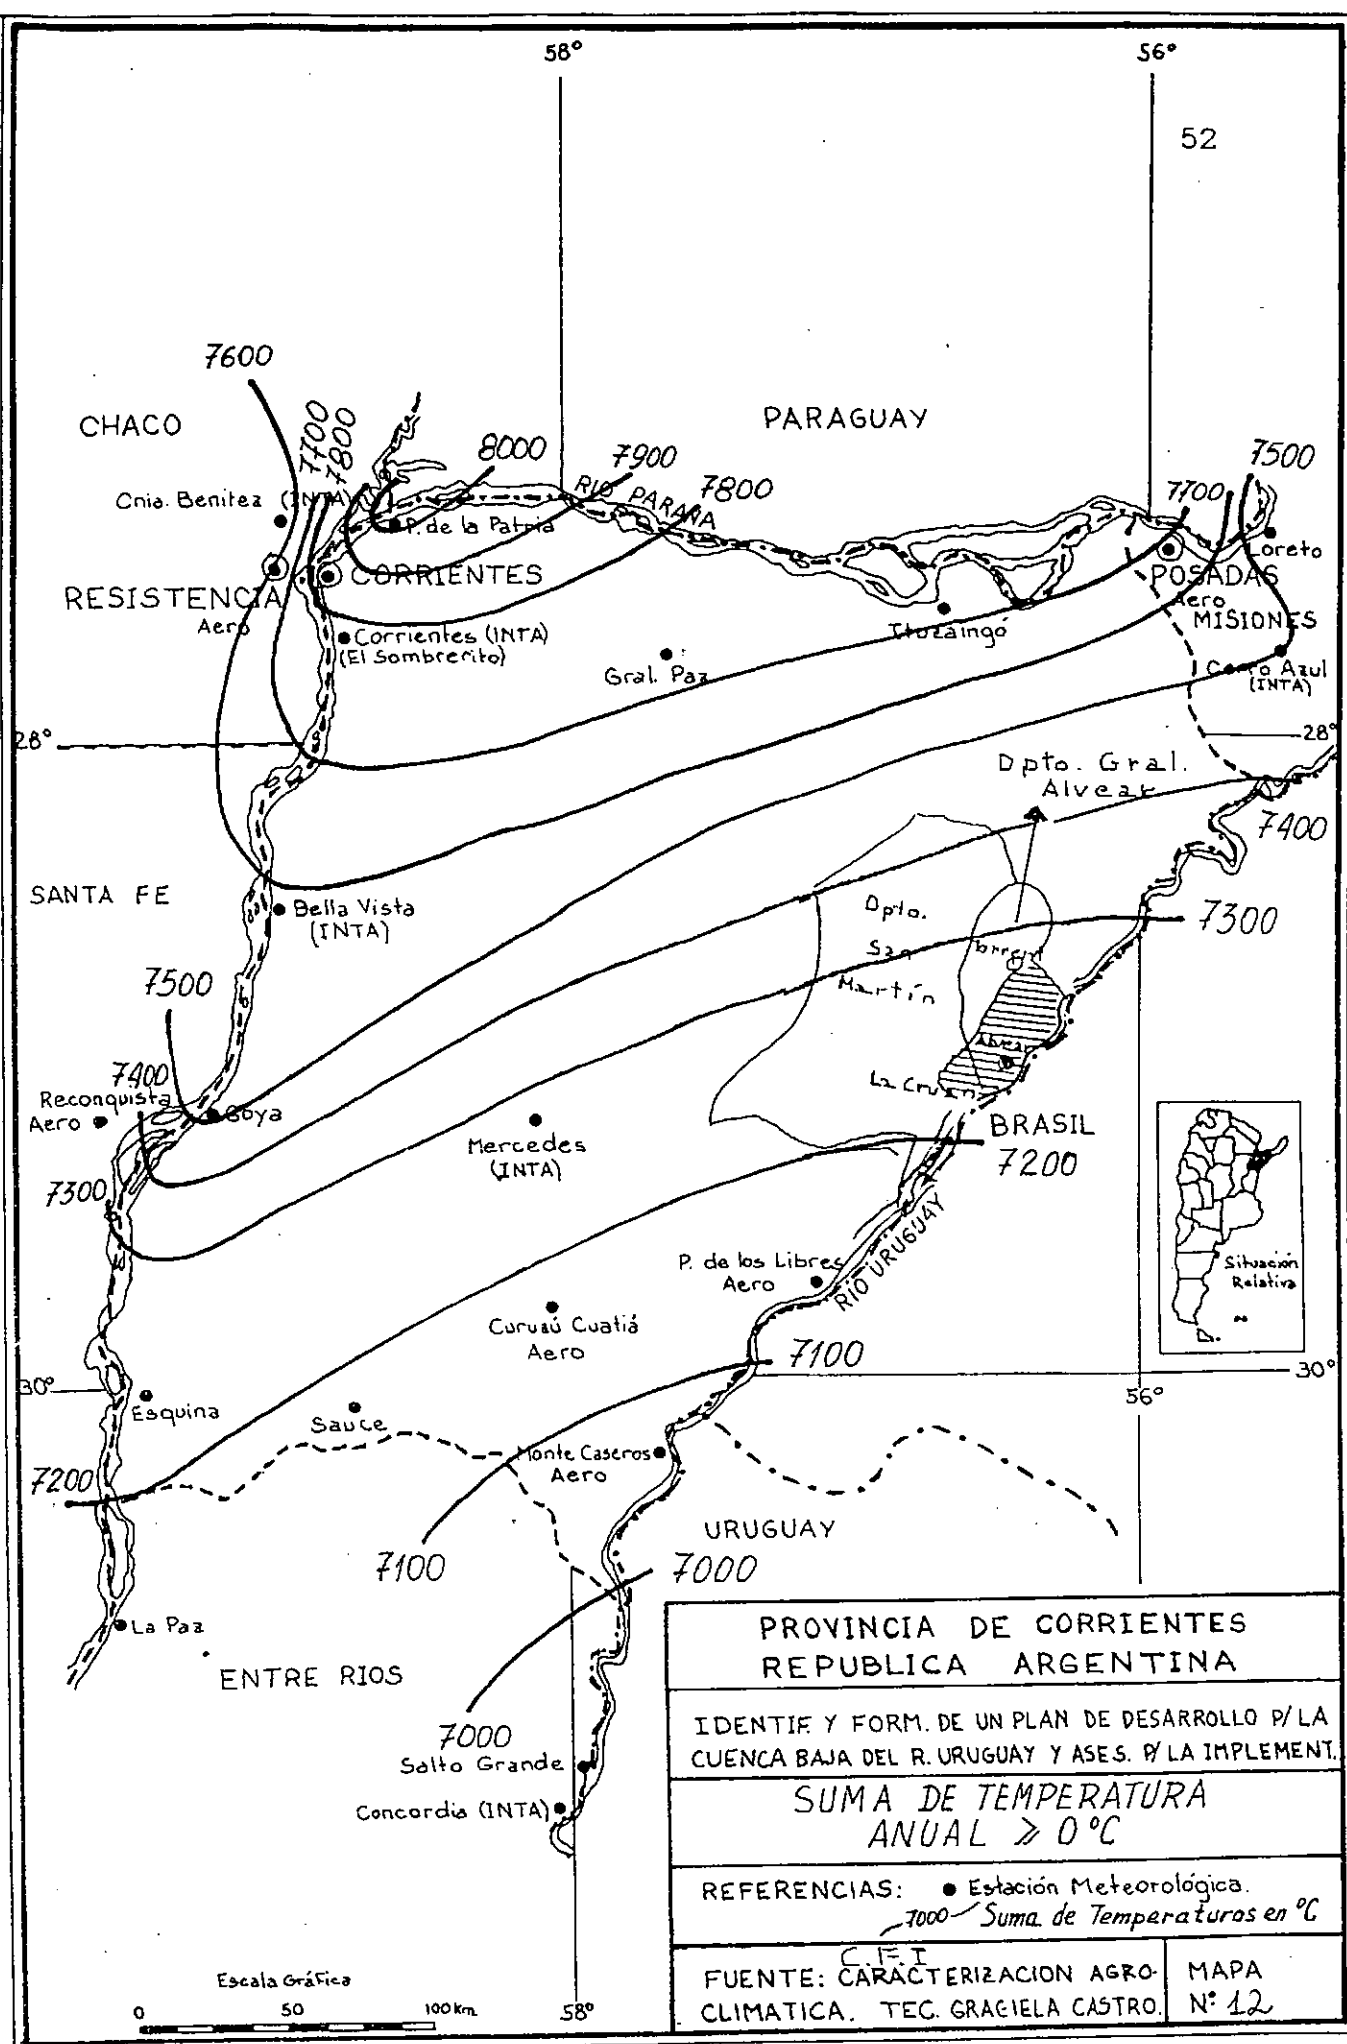 58°
56°
52
7600
CHACO
7700
7800
8000
7900
7800
PARAGUAY
7500
7700
RIO PARANA
Cnia. Benitez (INTA)
P. de la Patria
Loreto
RESISTENCIA
Aero
CORRIENTES
POSADAS
Aero
MISIONES
Corrientes (INTA)
(El Sombrerito)
Ituzaingó
Gral. Paz
Cerro Azul
(INTA)
28°
28°
Dpto. Gral.
Alvear
7400
SANTA FE
Bella Vista
(INTA)
Dpto.
San
Martín
7300
7500
Alvear
La Cruz
7400
Reconquista
Aero
Goya
Mercedes
(INTA)
BRASIL
7200
7300
RÍO URUGUAY
P. de los Libres
Aero
Situación
Relativa
Curuzú Cuatiá
Aero
7100
30°
30°
56°
Esquina
Sauce
Monte Caseros
Aero
7200
URUGUAY
7100
7000
La Paz
ENTRE RIOS
7000
Salto Grande
Concordia (INTA)
PROVINCIA DE CORRIENTES
REPUBLICA ARGENTINA
IDENTIF. Y FORM. DE UN PLAN DE DESARROLLO P/LA
CUENCA BAJA DEL R. URUGUAY Y ASES. P/LA IMPLEMENT.
SUMA DE TEMPERATURA
ANUAL ⩾ 0°C
REFERENCIAS: ● Estación Meteorológica.
7000 Suma de Temperaturas en °C
C.F.I
FUENTE: CARACTERIZACION AGRO-
CLIMATICA. TEC. GRACIELA CASTRO.
MAPA
N° 12
Escala Gráfica
0 50 100 km.
58°